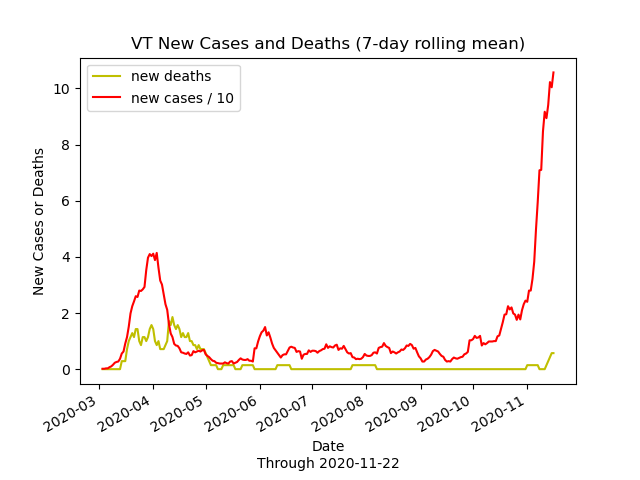 VT New Cases and Deaths (7-day rolling mean)
new deaths
new cases / 10
New Cases or Deaths
10
8
6
4
2
0
2020-03
2020-04
2020-05
2020-06
2020-07
2020-08
2020-09
2020-10
2020-11
Date
Through 2020-11-22